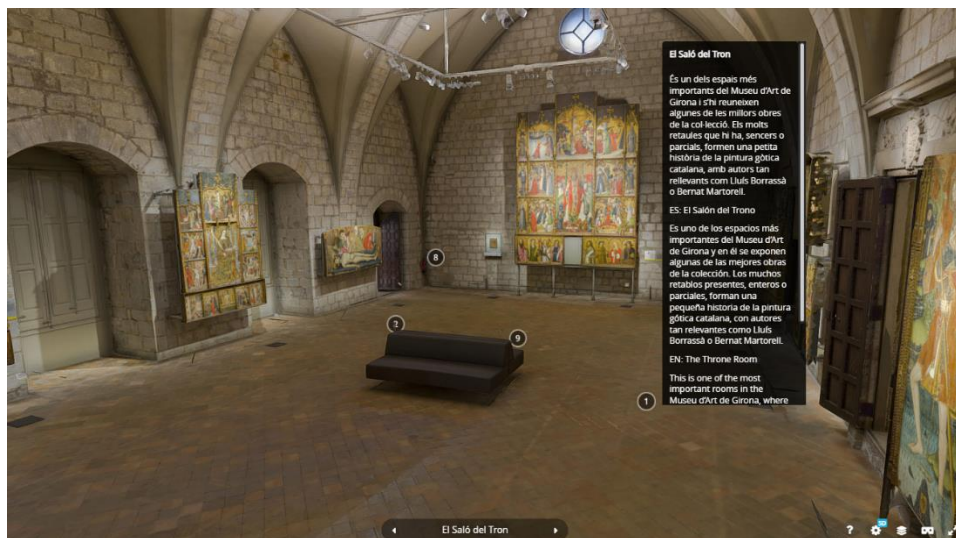 El Saló del Tron
És un dels espais més
importants del Museu d'Art de
Girona i s'hi reuneixen
algunes de les millors obres
de la col·lecció. Els molts
retaules que hi ha, sencers o
parcials, formen una petita
història de la pintura gòtica
catalana, amb autors tan
rellevants com Lluís Borrassà
o Bernat Martorell.
ES: El Salón del Trono
Es uno de los espacios más
importantes del Museu d'Art
de Girona y en él se exponen
algunas de las mejores obras
de la colección. Los muchos
retablos presentes, enteros o
parciales, forman una
pequeña historia de la pintura
gótica catalana, con autores
tan relevantes como Lluís
Borrassà o Bernat Martorell.
EN: The Throne Room
This is one of the most
important rooms in the
Museu d'Art de Girona, where
8
9
1
El Saló del Tron
?